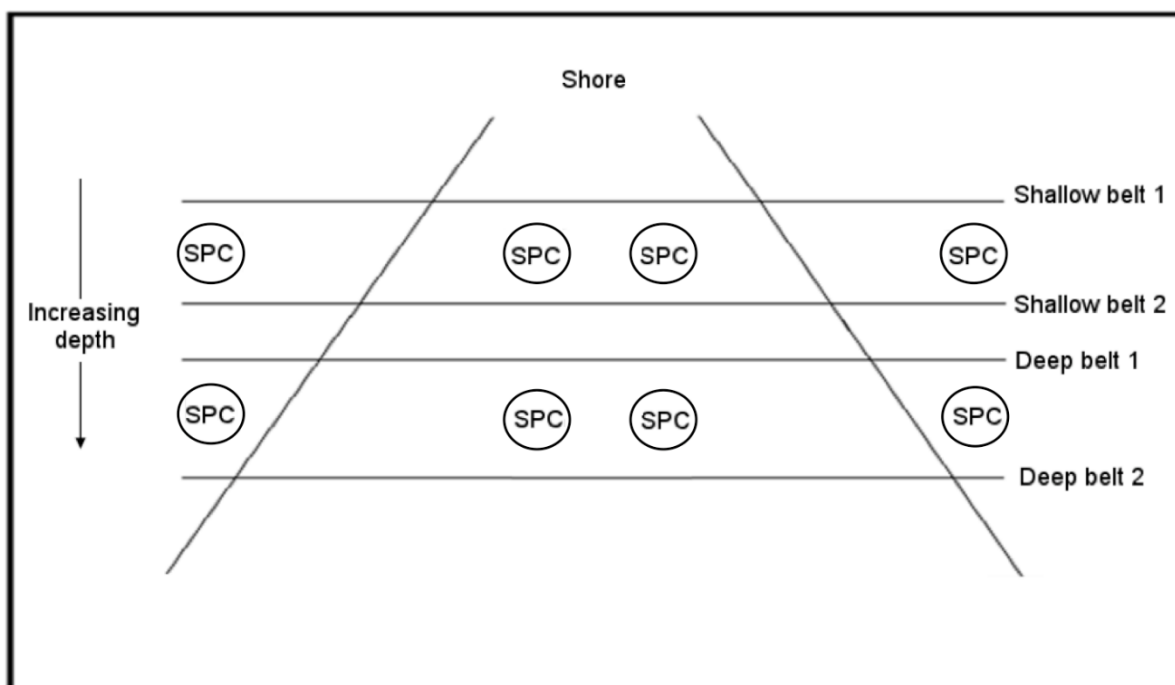 Shore
Shallow belt 1
SPC
SPC
SPC
SPC
Increasing
depth
Shallow belt 2
Deep belt 1
SPC
SPC
SPC
SPC
Deep belt 2